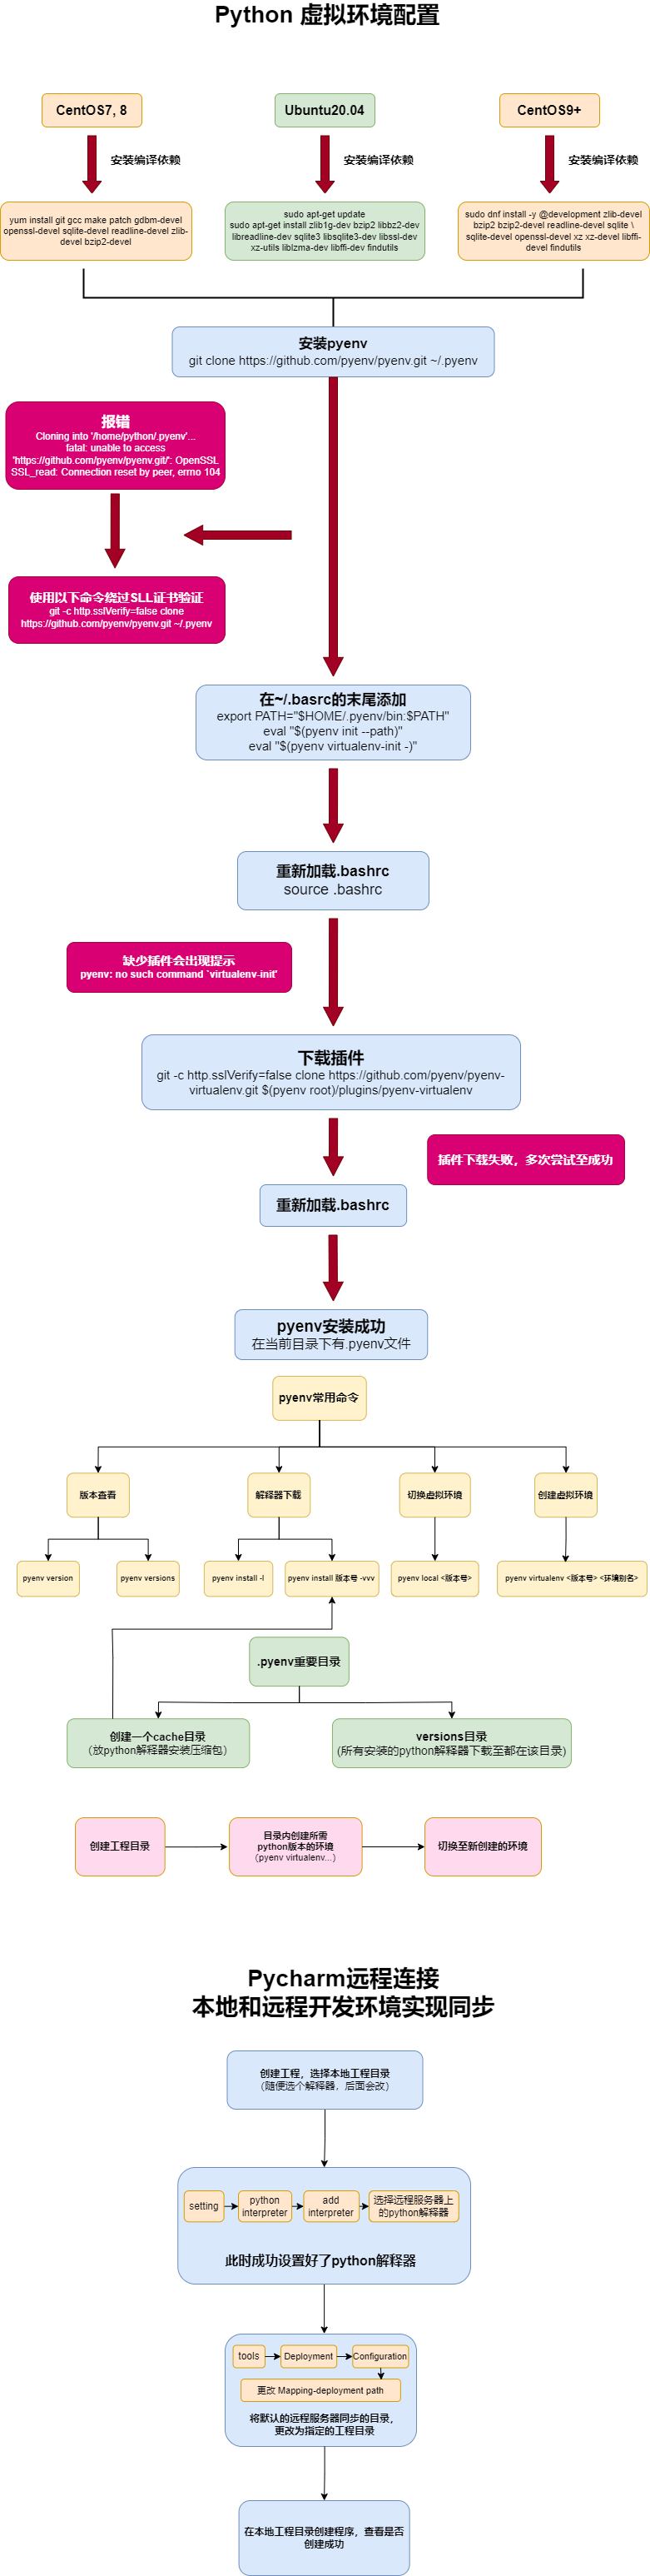 Python 虚拟环境配置
CentOS7, 8
Ubuntu20.04
CentOS9+
安装编译依赖
安装编译依赖
安装编译依赖
yum install git gcc make patch gdbm-devel
openssl-devel sqlite-devel readline-devel zlib-
devel bzip2-devel
sudo apt-get update
sudo apt-get install zlib1g-dev bzip2 libbz2-dev
libreadline-dev sqlite3 libsqlite3-dev libssl-dev
xz-utils liblzma-dev libffi-dev findutils
sudo dnf install -y @development zlib-devel
bzip2 bzip2-devel readline-devel sqlite \
sqlite-devel openssl-devel xz xz-devel libffi-
devel findutils
安装pyenv
git clone https://github.com/pyenv/pyenv.git ~/.pyenv
报错
Cloning into '/home/python/.pyenv'...
fatal: unable to access
'https://github.com/pyenv/pyenv.git/': OpenSSL
SSL_read: Connection reset by peer, errno 104
使用以下命令绕过SLL证书验证
git -c http.sslVerify=false clone
https://github.com/pyenv/pyenv.git ~/.pyenv
在~/.basrc的末尾添加
export PATH="$HOME/.pyenv/bin:$PATH"
eval "$(pyenv init --path)"
eval "$(pyenv virtualenv-init -)"
重新加载.bashrc
source .bashrc
缺少插件会出现提示
pyenv: no such command `virtualenv-init'
下载插件
git -c http.sslVerify=false clone https://github.com/pyenv/pyenv-
virtualenv.git $(pyenv root)/plugins/pyenv-virtualenv
插件下载失败，多次尝试至成功
重新加载.bashrc
pyenv安装成功
在当前目录下有.pyenv文件
pyenv常用命令
版本查看
解释器下载
切换虚拟环境
创建虚拟环境
pyenv version
pyenv versions
pyenv install -l
pyenv install 版本号 -vvv
pyenv local <版本号>
pyenv virtualenv <版本号> <环境别名>
.pyenv重要目录
创建一个cache目录
（放python解释器安装压缩包）
versions目录
(所有安装的python解释器下载至都在该目录)
创建工程目录
目录内创建所需
python版本的环境
（pyenv virtualenv...）
切换至新创建的环境
Pycharm远程连接
本地和远程开发环境实现同步
创建工程，选择本地工程目录
（随便选个解释器，后面会改）
setting
python
interpreter
add
interpreter
选择远程服务器上
的python解释器
此时成功设置好了python解释器
tools
Deployment
Configuration
更改 Mapping-deployment path
将默认的远程服务器同步的目录，
更改为指定的工程目录
在本地工程目录创建程序，查看是否
创建成功